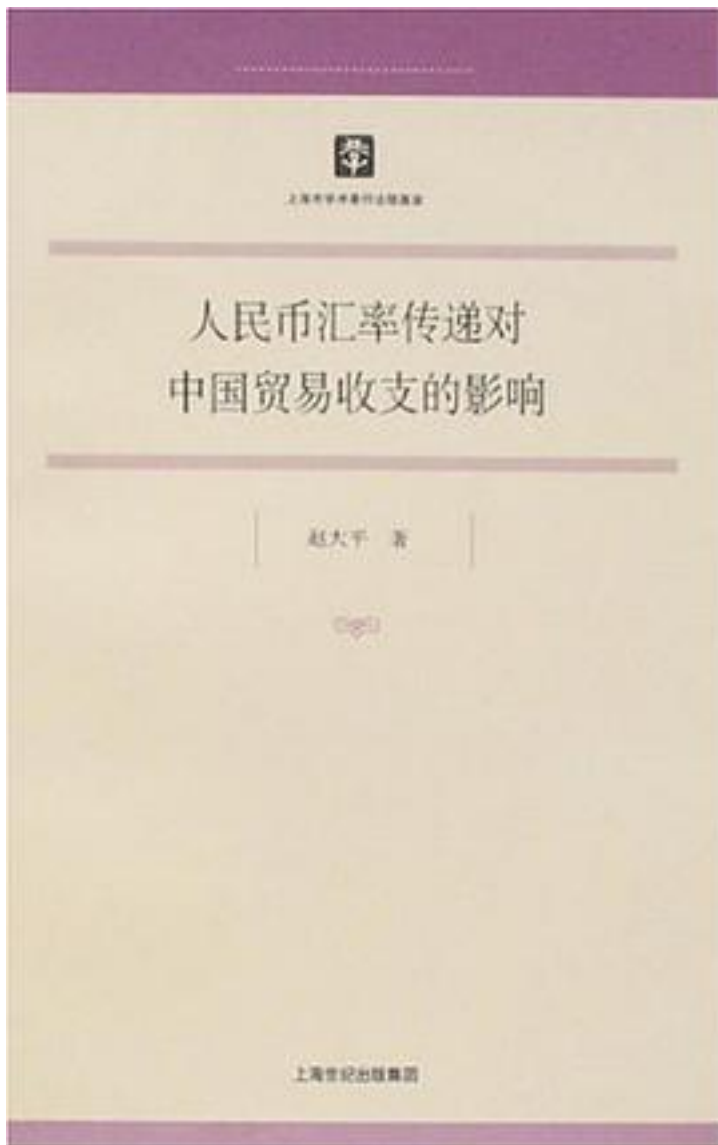 上海市学术著作出版基金
人民币汇率传递对
中国贸易收支的影响
赵大平 著
上海世纪出版集团